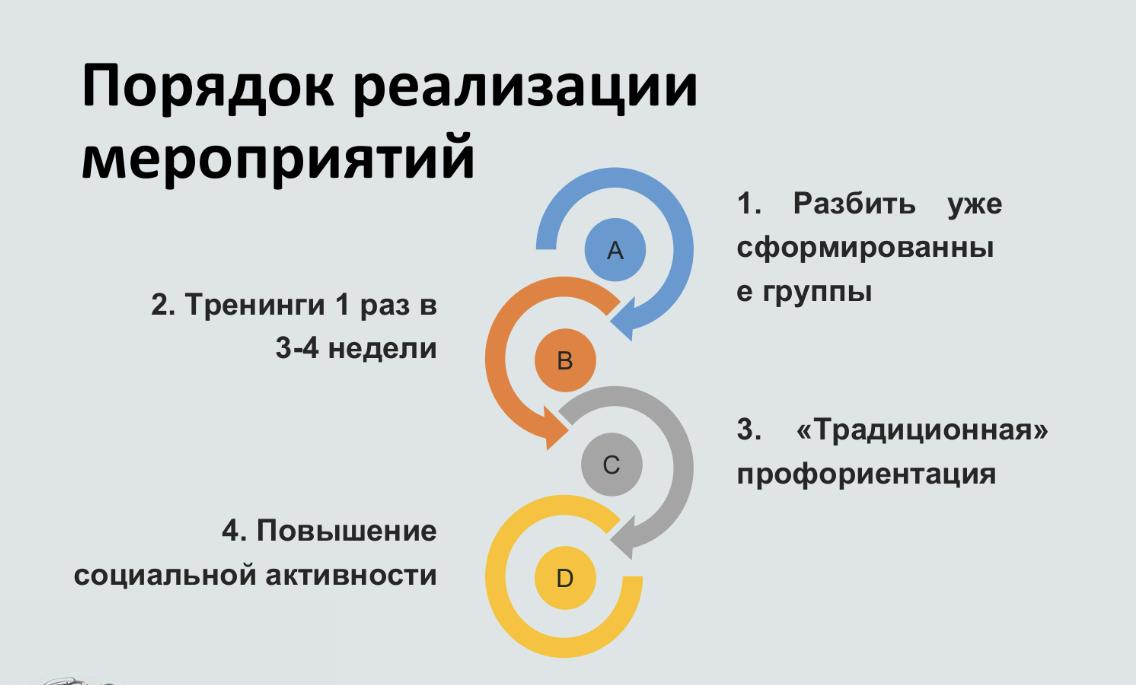 Порядок реализации
мероприятий
A
1. Разбить уже
сформированны
е группы
2. Тренинги 1 раз в
3-4 недели
B
C
3. «Традиционная»
профориентация
4. Повышение
социальной активности
D